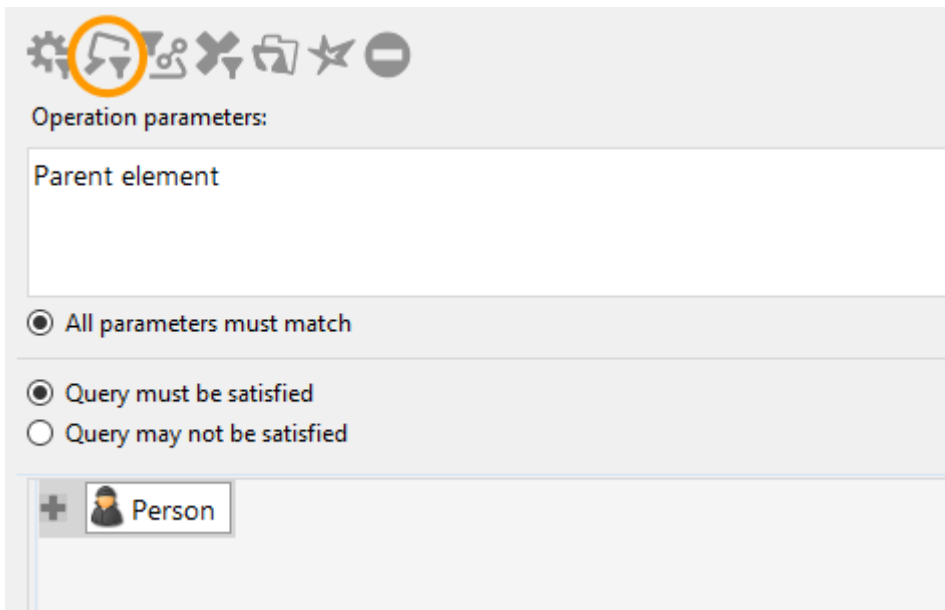 Operation parameters:
Parent element
All parameters must match
Query must be satisfied
Query may not be satisfied
Person